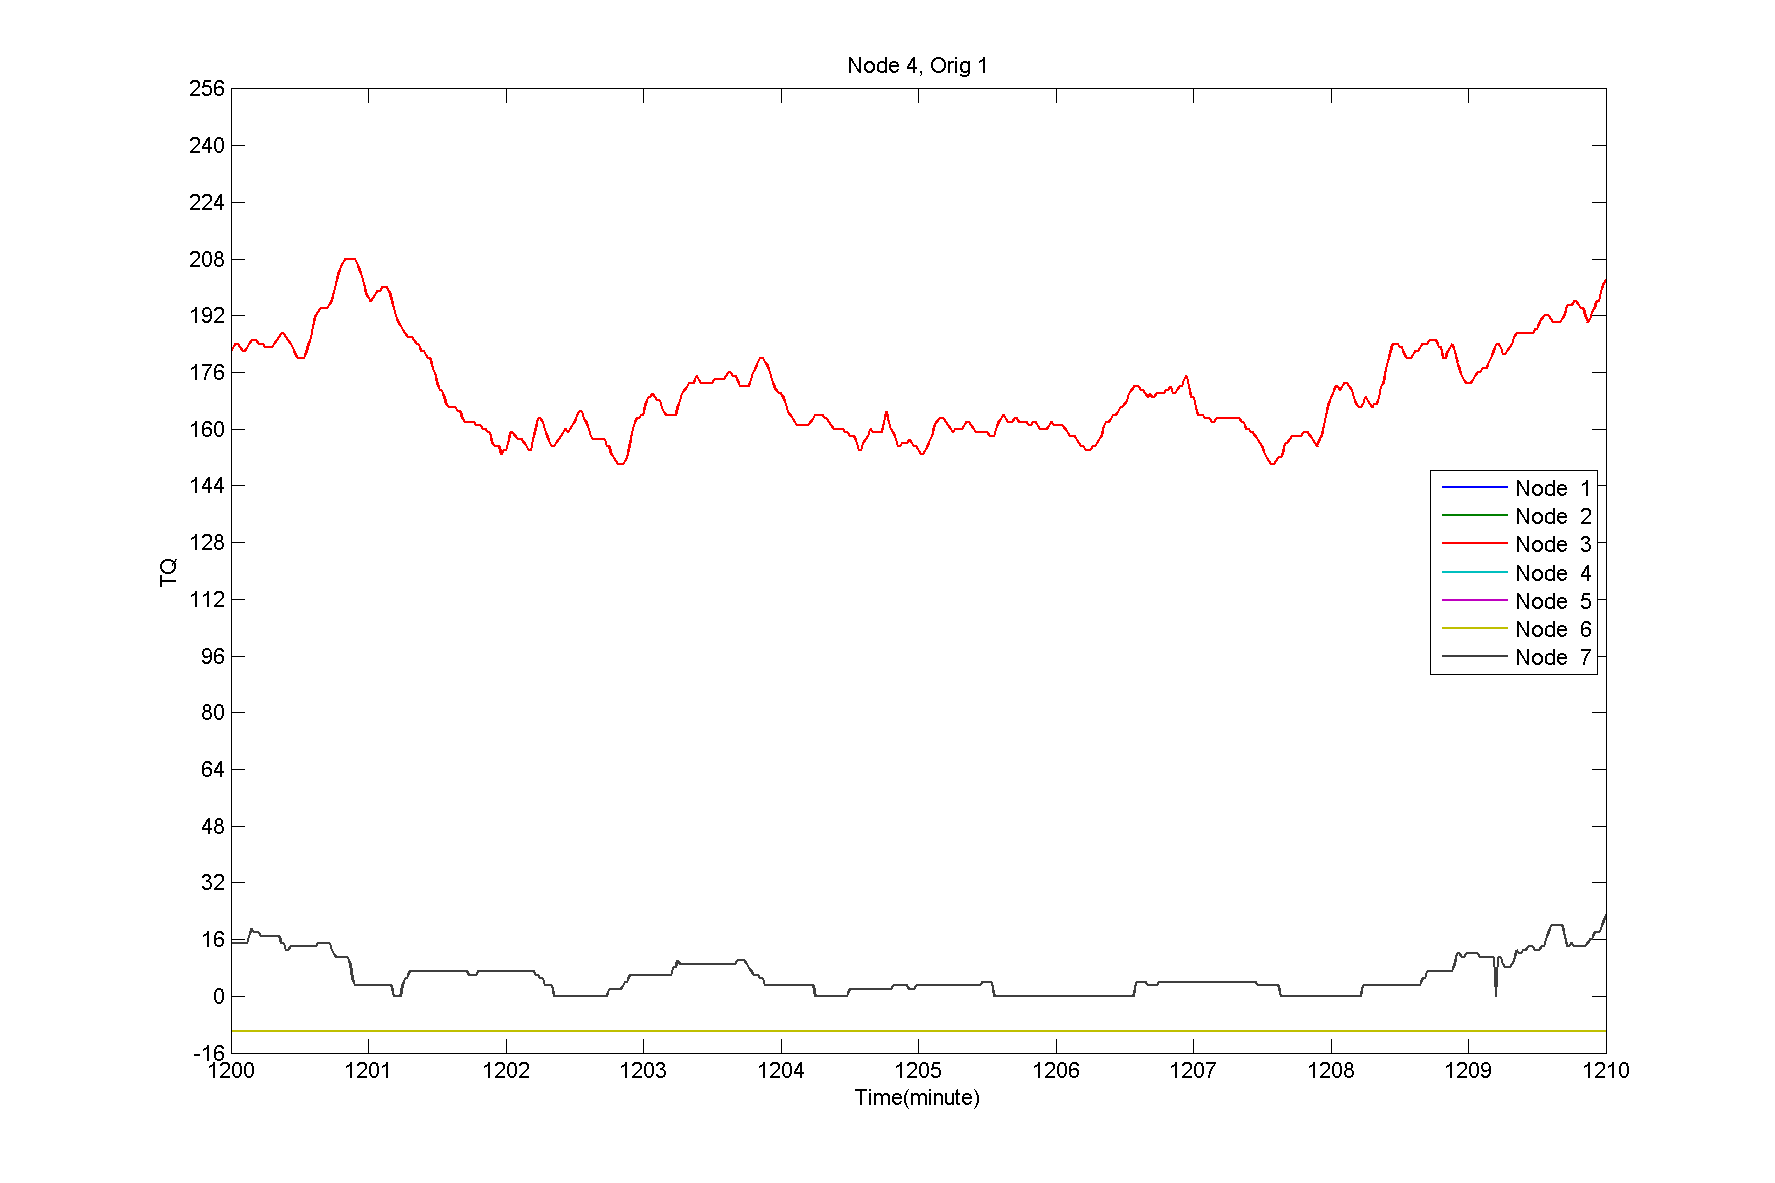 Node 4, Orig 1
256
240
224
208
192
176
160
144
128
112
96
80
64
48
32
16
0
-16
TQ
Node 1
Node 2
Node 3
Node 4
Node 5
Node 6
Node 7
1200 1201 1202 1203 1204 1205 1206 1207 1208 1209 1210
Time(minute)